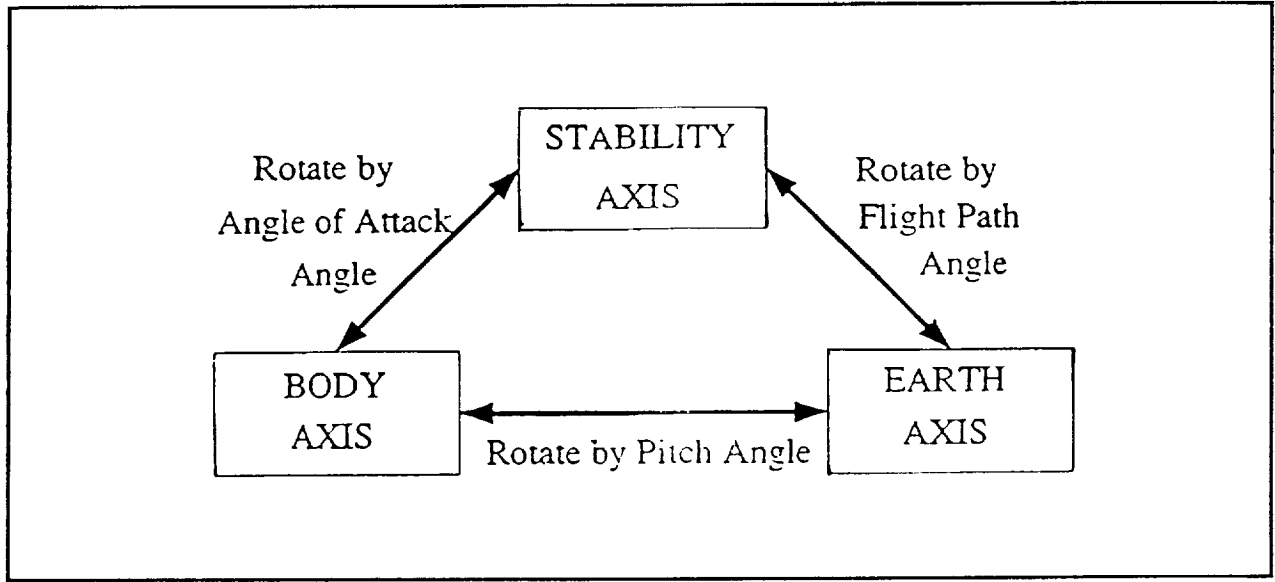 STABILITY
AXIS
Rotate by
Angle of Attack
Angle
Rotate by
Flight Path
Angle
BODY
AXIS
Rotate by Pitch Angle
EARTH
AXIS